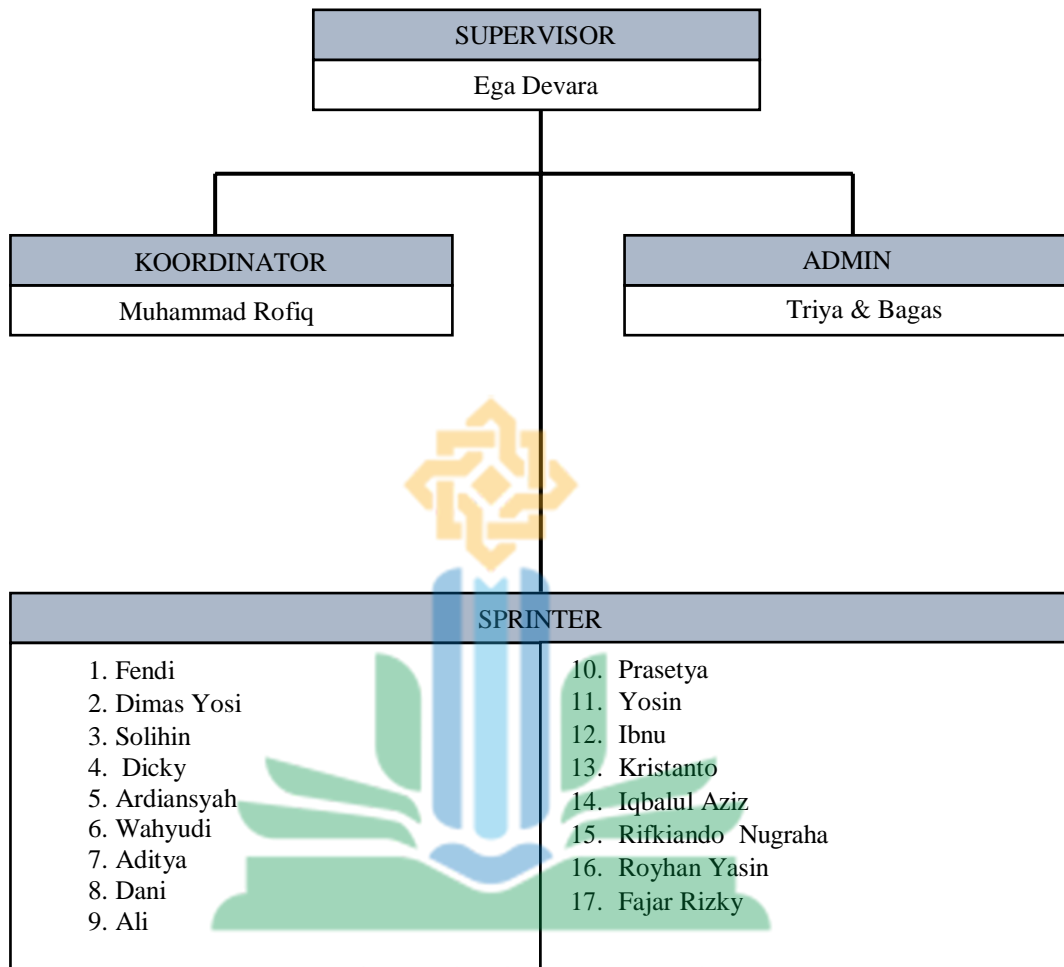 SUPERVISOR
Ega Devara
KOORDINATOR
Muhammad Rofiq
ADMIN
Triya & Bagas
SPRINTER
1. Fendi
2. Dimas Yosi
3. Solihin
4. Dicky
5. Ardiansyah
6. Wahyudi
7. Aditya
8. Dani
9. Ali
10. Prasetya
11. Yosin
12. Ibnu
13. Kristanto
14. Iqbalul Aziz
15. Rifkiando Nugraha
16. Royhan Yasin
17. Fajar Rizky